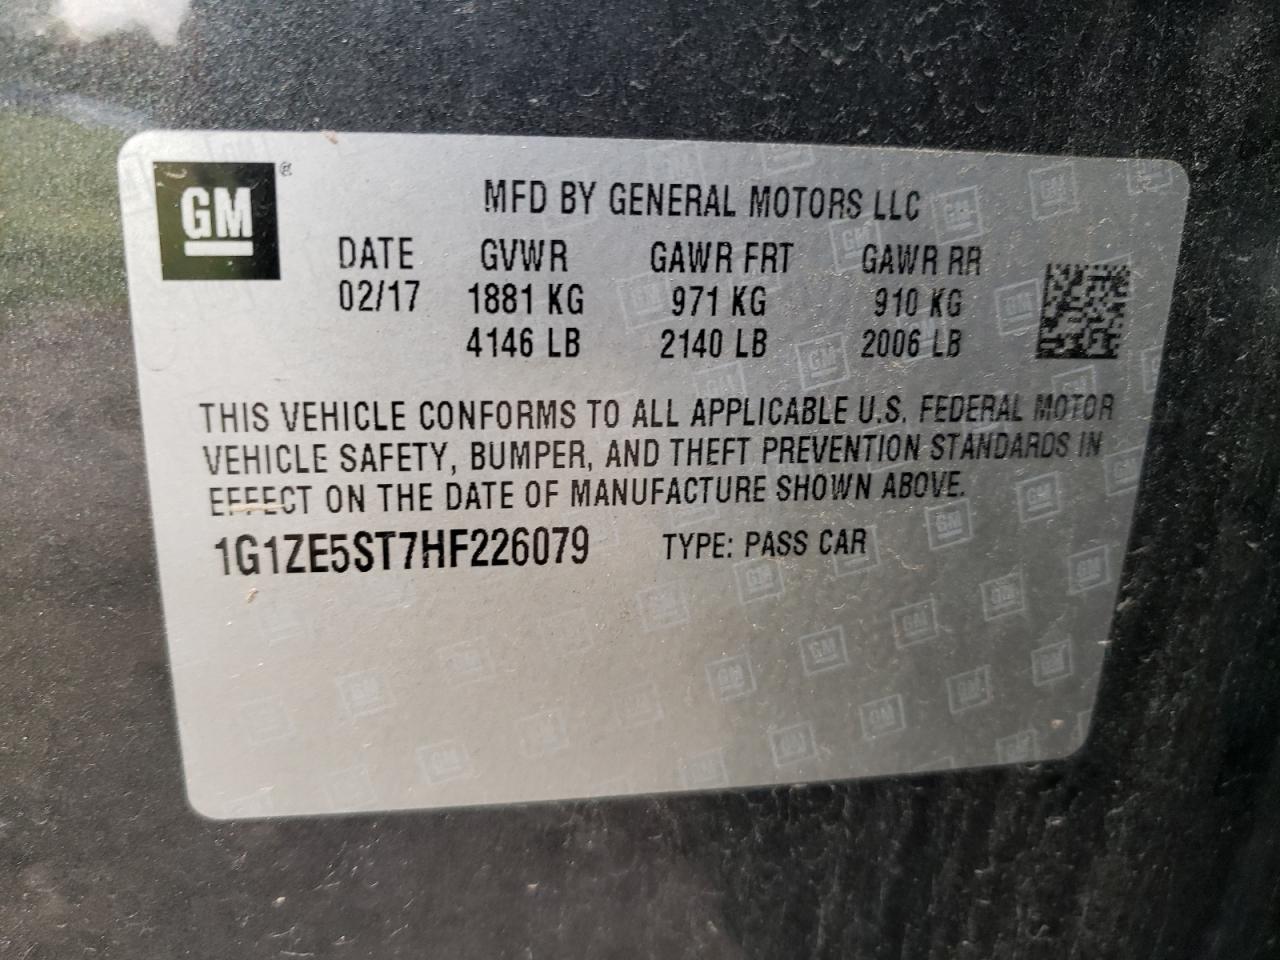 GM®
MFD BY GENERAL MOTORS LLC
DATE GVWR GAWR FRT GAWR RR
02/17 1881 KG 971 KG 910 KG
4146 LB 2140 LB 2006 LB
THIS VEHICLE CONFORMS TO ALL APPLICABLE U.S. FEDERAL MOTOR
VEHICLE SAFETY, BUMPER, AND THEFT PREVENTION STANDARDS IN
EFFECT ON THE DATE OF MANUFACTURE SHOWN ABOVE.
1G1ZE5ST7HF226079 TYPE: PASS CAR